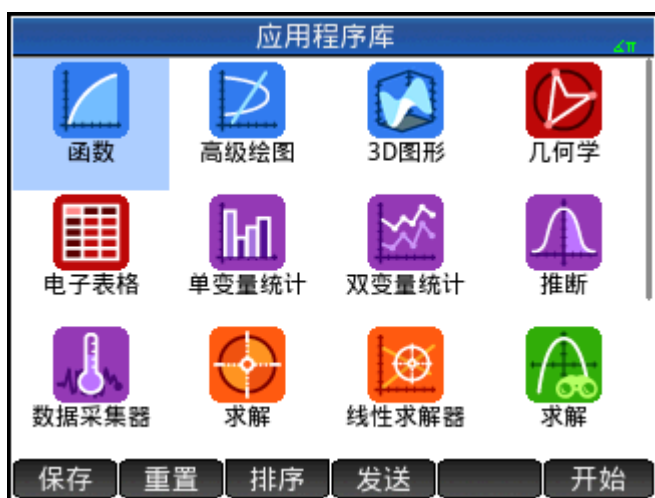 应用程序库
∡π
函数 高级绘图 3D图形 几何学
电子表格 单变量统计 双变量统计 推断
数据采集器 求解 线性求解器 求解
保存 重置 排序 发送 开始